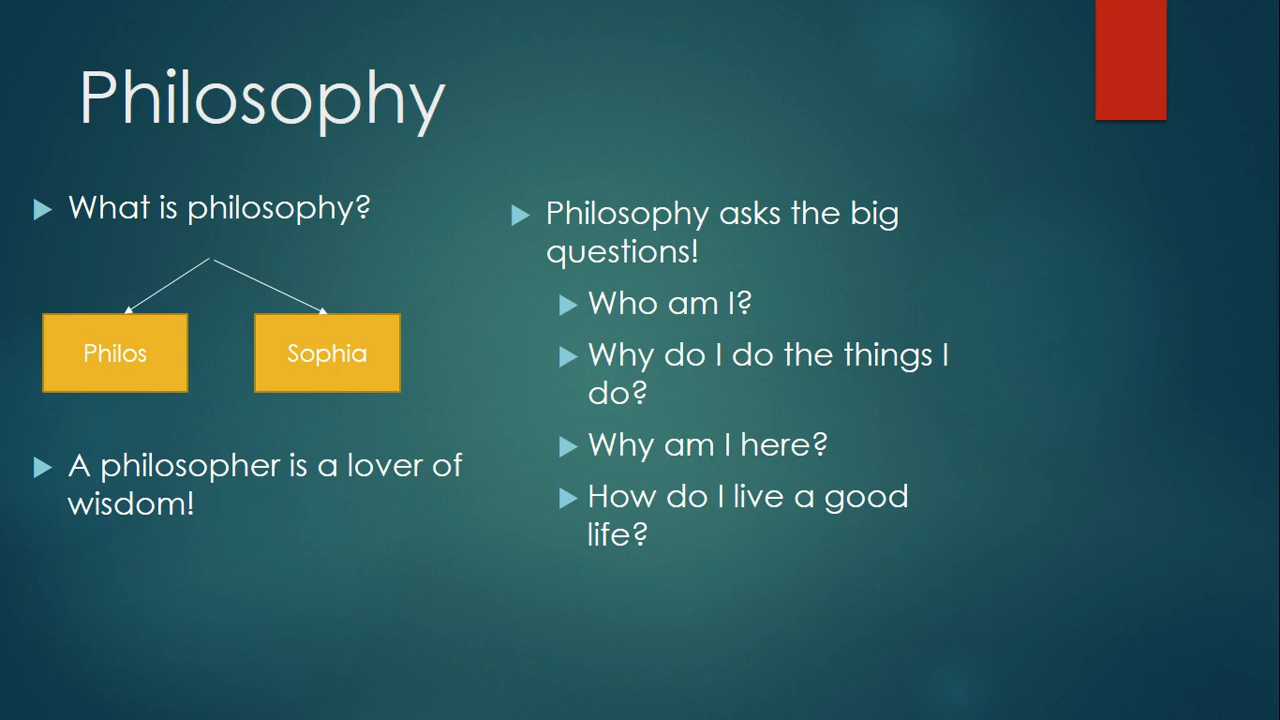 Philosophy
What is philosophy?
Philos
Sophia
A philosopher is a lover of
wisdom!
Philosophy asks the big
questions!
Who am I?
Why do I do the things I
do?
Why am I here?
How do I live a good
life?